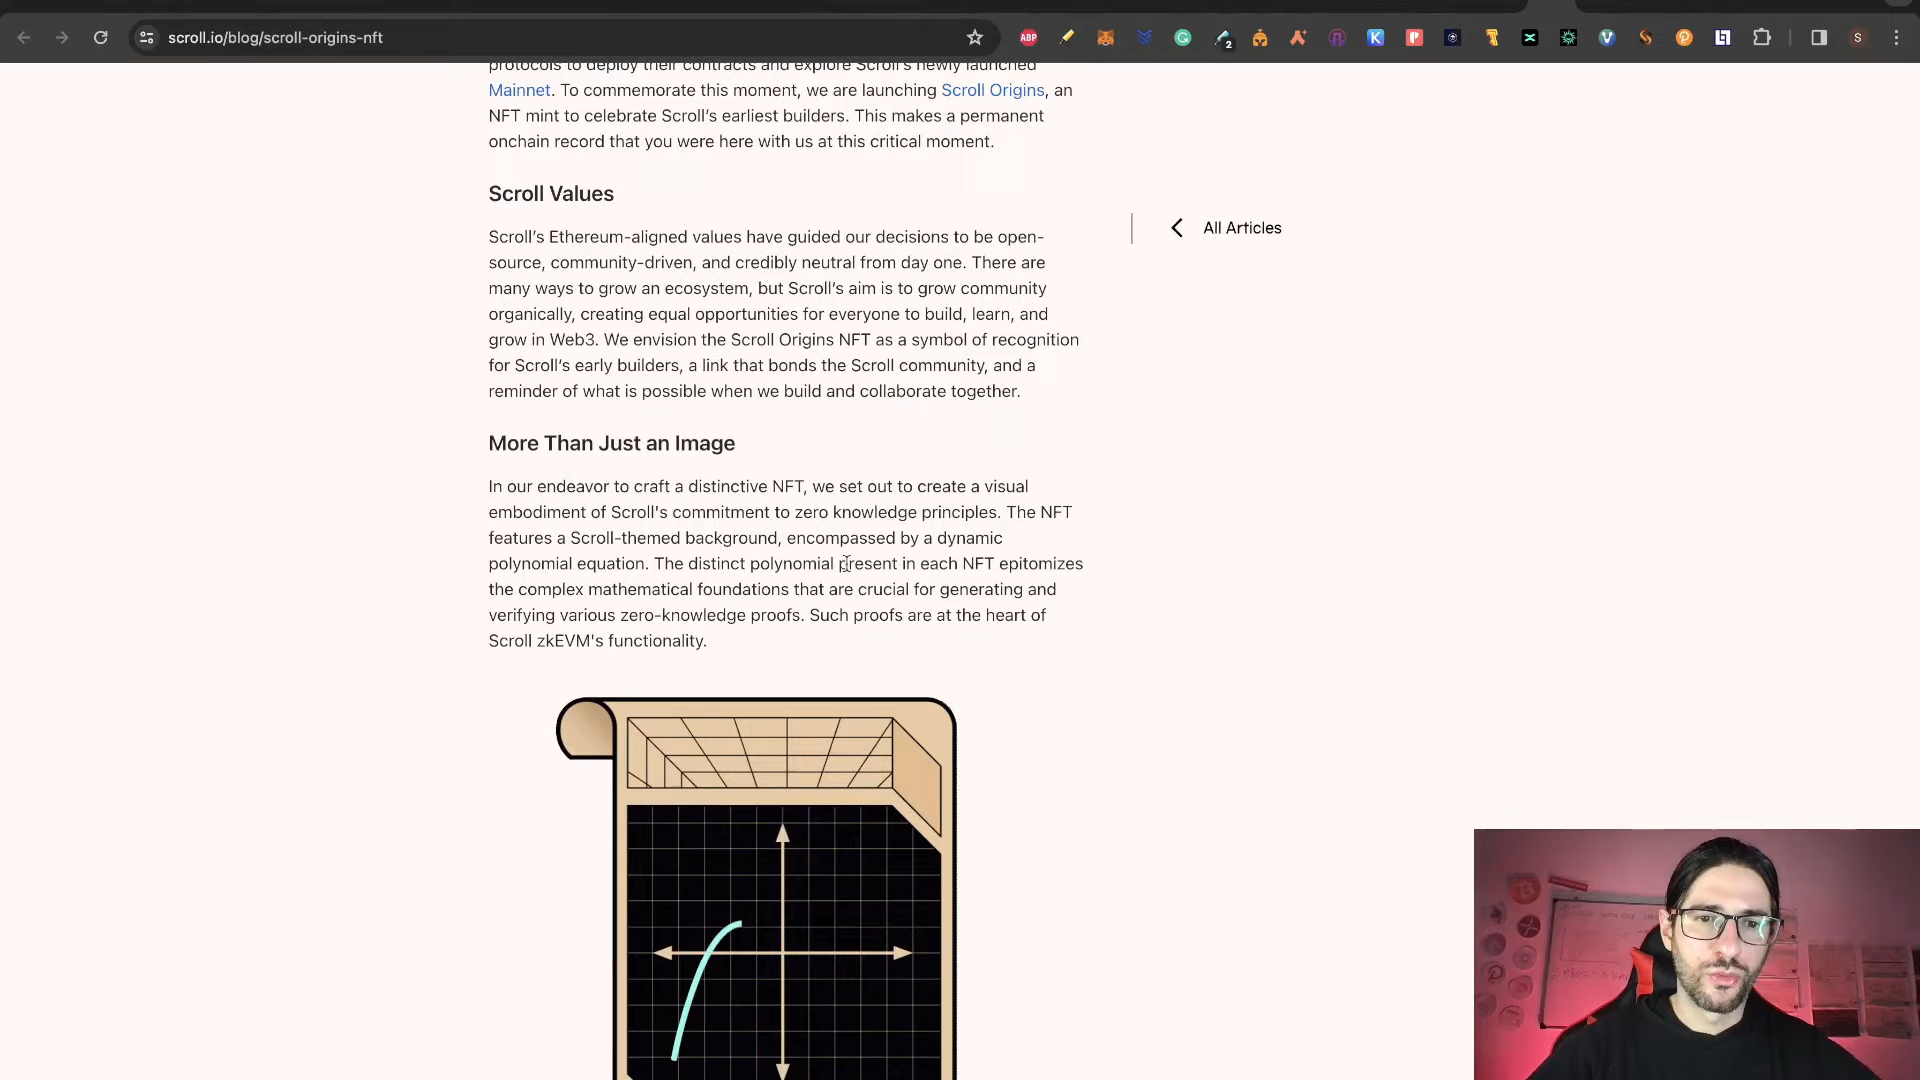 scroll.io/blog/scroll-origins-nft
ABP
2
S
protocols to deploy their contracts and explore Scroll's newly launched
Mainnet. To commemorate this moment, we are launching Scroll Origins, an
NFT mint to celebrate Scroll’s earliest builders. This makes a permanent
onchain record that you were here with us at this critical moment.
Scroll Values
Scroll’s Ethereum-aligned values have guided our decisions to be open-
source, community-driven, and credibly neutral from day one. There are
many ways to grow an ecosystem, but Scroll’s aim is to grow community
organically, creating equal opportunities for everyone to build, learn, and
grow in Web3. We envision the Scroll Origins NFT as a symbol of recognition
for Scroll’s early builders, a link that bonds the Scroll community, and a
reminder of what is possible when we build and collaborate together.
All Articles
More Than Just an Image
In our endeavor to craft a distinctive NFT, we set out to create a visual
embodiment of Scroll's commitment to zero knowledge principles. The NFT
features a Scroll-themed background, encompassed by a dynamic
polynomial equation. The distinct polynomial present in each NFT epitomizes
the complex mathematical foundations that are crucial for generating and
verifying various zero-knowledge proofs. Such proofs are at the heart of
Scroll zkEVM's functionality.